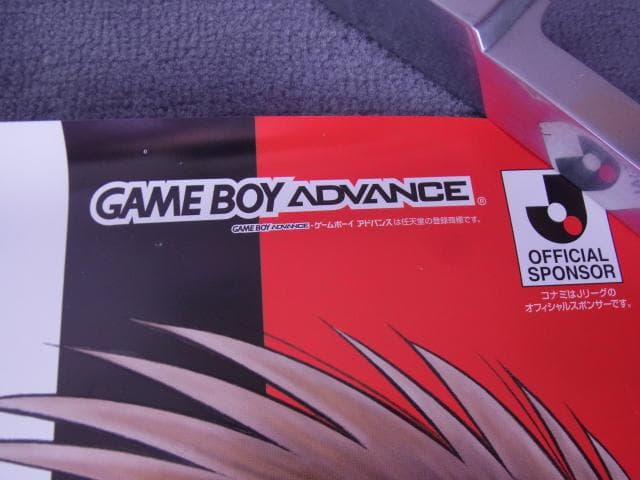 GAME BOY ADVANCE®
GAME BOY ADVANCE・ゲームボーイ アドバンスは任天堂の登録商標です。
J
OFFICIAL
SPONSOR
コナミはJリーグの
オフィシャルスポンサーです。